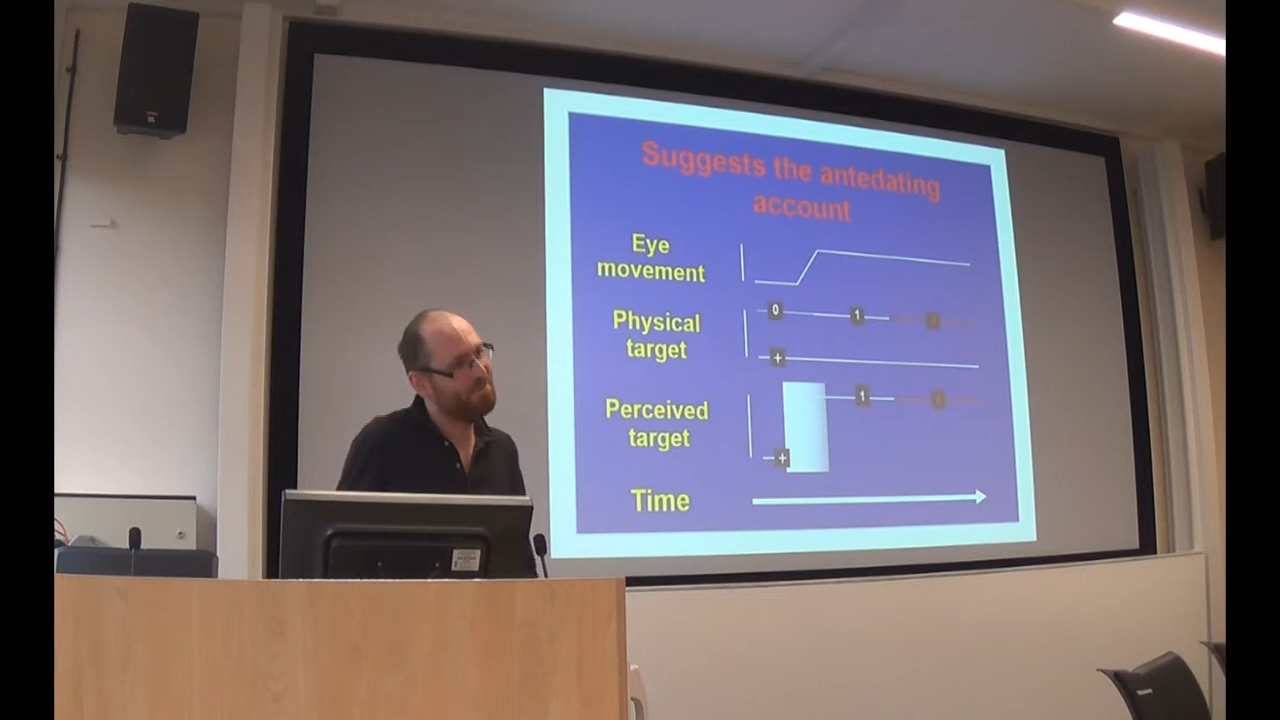 Suggests the antedating
account
Eye
movement
Physical
target
0
1
+
Perceived
target
1
+
Time